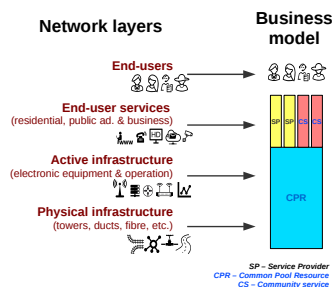 Network layers
Business
model
End-users
End-user services
(residential, public ad. & business)
www
HD
SP
SP
CS
CS
Active infrastructure
(electronic equipment & operation)
CPR
Physical infrastructure
(towers, ducts, fibre, etc.)
SP – Service Provider
CPR – Common Pool Resource
CS – Community service